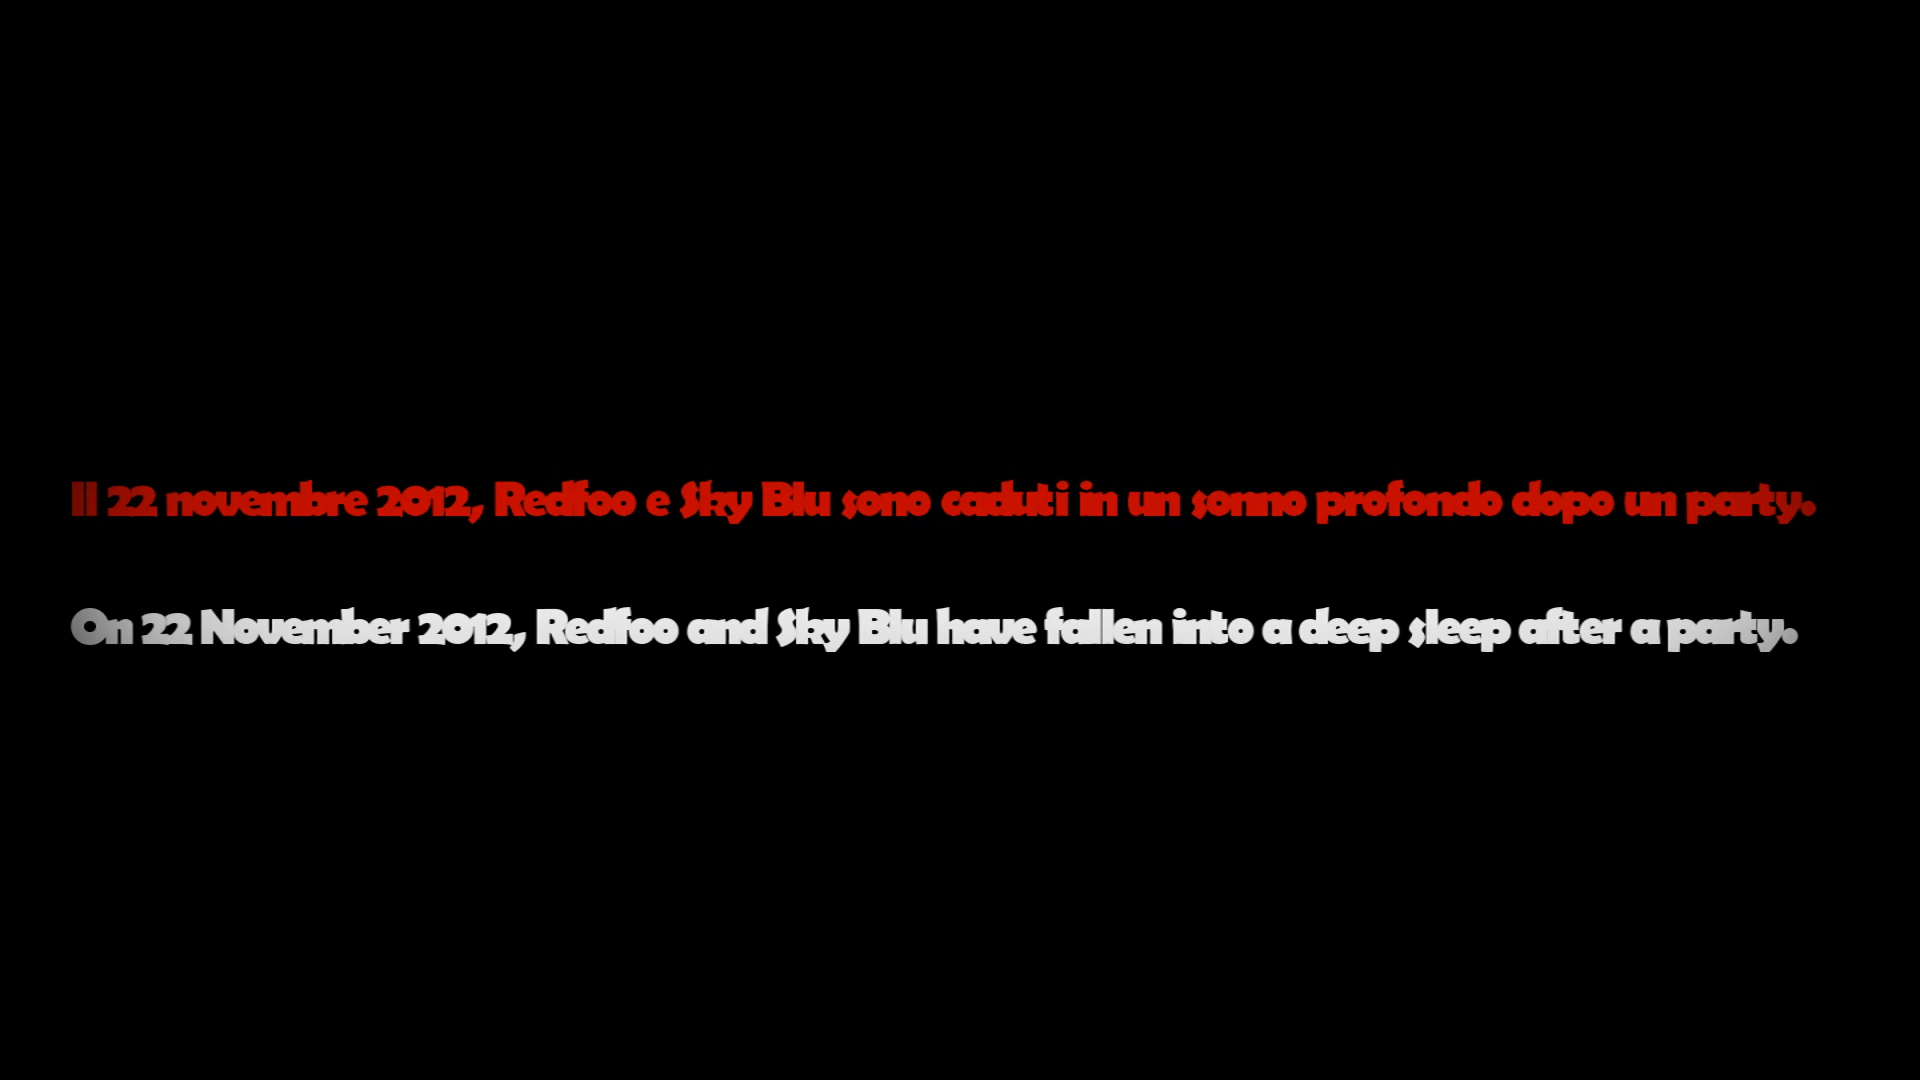 Il 22 novembre 2012, Redfoo e Sky Blu sono caduti in un sonno profondo dopo un party.
On 22 November 2012, Redfoo and Sky Blu have fallen into a deep sleep after a party.